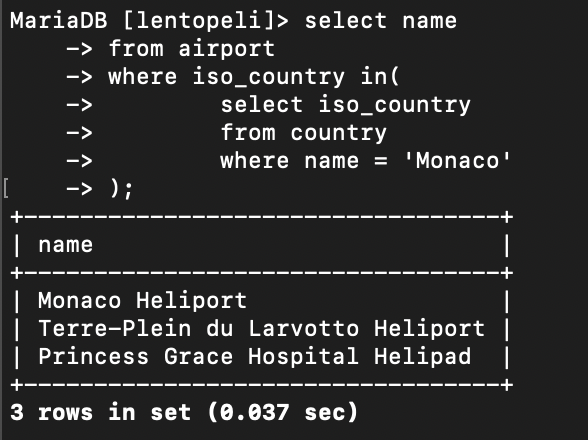 MariaDB [lentopeli]> select name
    -> from airport
    -> where iso_country in(
    ->         select iso_country
    ->         from country
    ->         where name = 'Monaco'
[    -> );
+----------------------------------+
| name                             |
+----------------------------------+
| Monaco Heliport                  |
| Terre-Plein du Larvotto Heliport |
| Princess Grace Hospital Helipad  |
+----------------------------------+
3 rows in set (0.037 sec)